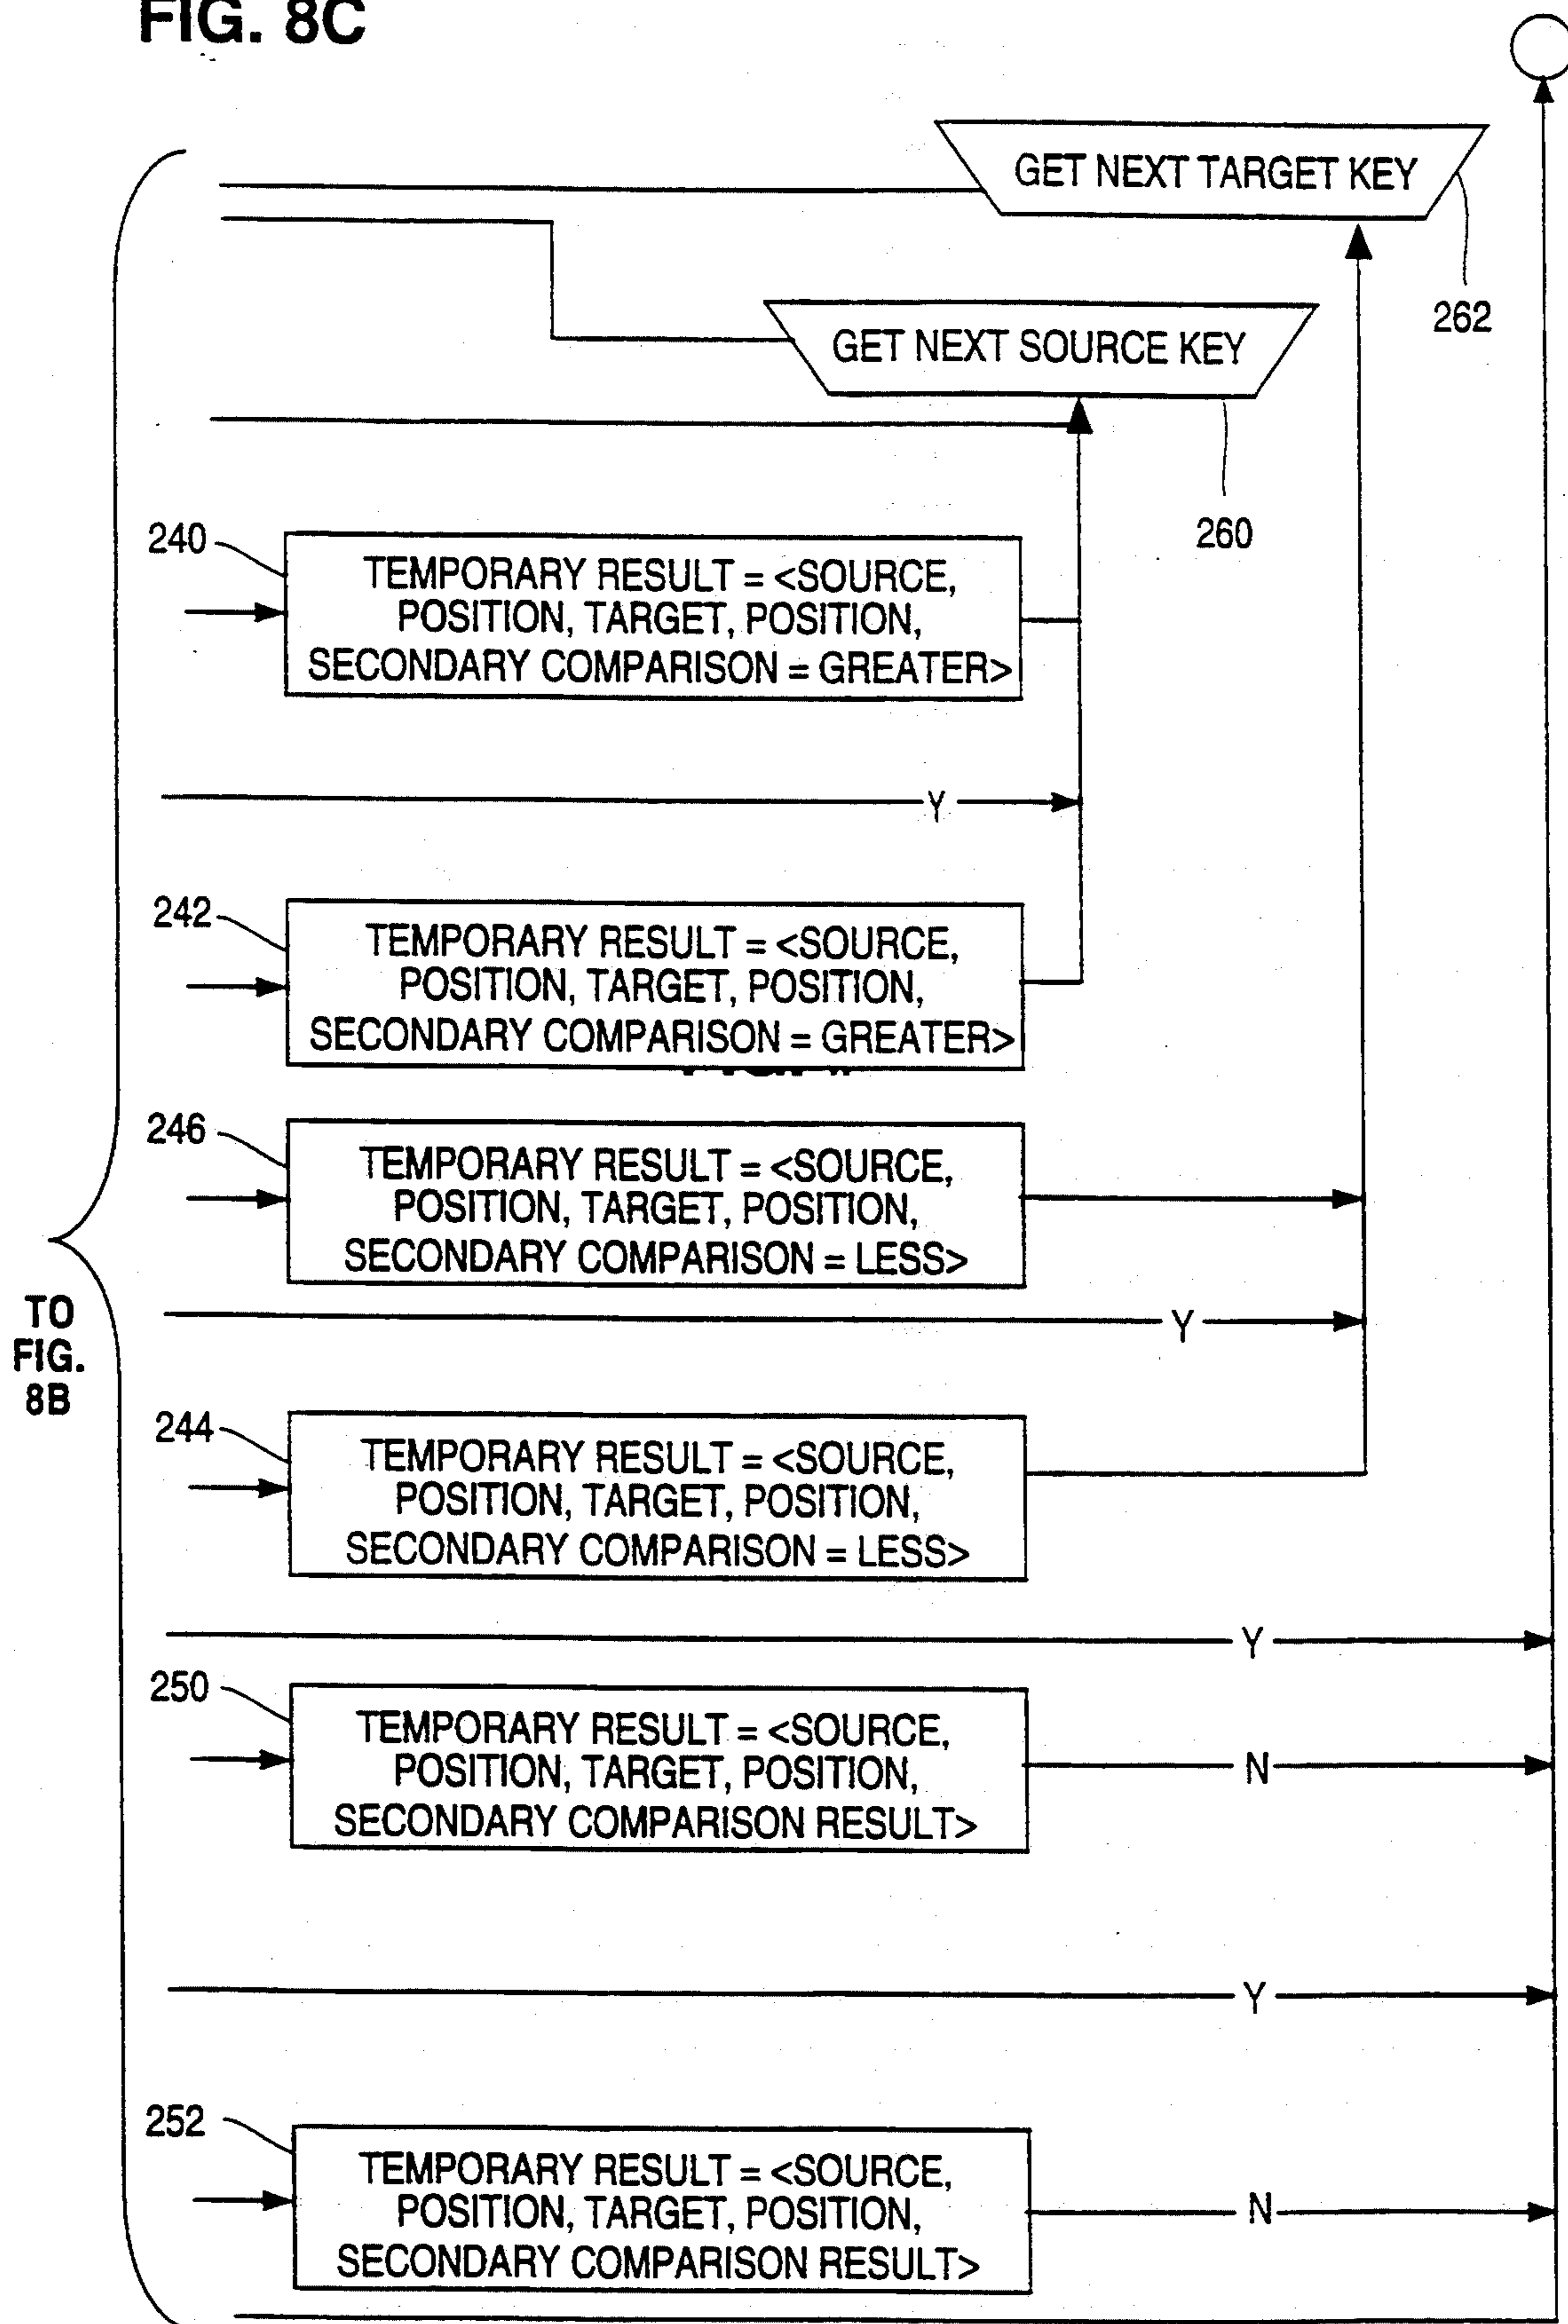 FIG. 8C
GET NEXT TARGET KEY
262
GET NEXT SOURCE KEY
260
240
TEMPORARY RESULT = <SOURCE,
POSITION, TARGET, POSITION,
SECONDARY COMPARISON = GREATER>
Y
242
TEMPORARY RESULT = <SOURCE,
POSITION, TARGET, POSITION,
SECONDARY COMPARISON = GREATER>
246
TEMPORARY RESULT = <SOURCE,
POSITION, TARGET, POSITION,
SECONDARY COMPARISON = LESS>
TO
FIG.
8B
Y
244
TEMPORARY RESULT = <SOURCE,
POSITION, TARGET, POSITION,
SECONDARY COMPARISON = LESS>
Y
250
TEMPORARY RESULT = <SOURCE,
POSITION, TARGET, POSITION,
SECONDARY COMPARISON RESULT>
N
Y
252
TEMPORARY RESULT = <SOURCE,
POSITION, TARGET, POSITION,
SECONDARY COMPARISON RESULT>
N